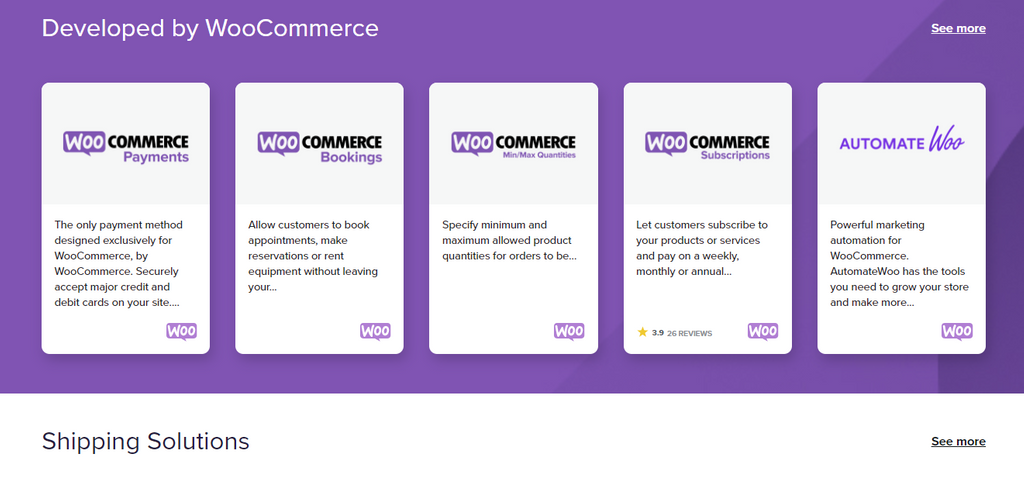 Developed by WooCommerce
See more
WOO COMMERCE
Payments
The only payment method
designed exclusively for
WooCommerce, by
WooCommerce. Securely
accept major credit and
debit cards on your site....
WOO
WOO COMMERCE
Bookings
Allow customers to book
appointments, make
reservations or rent
equipment without leaving
your...
WOO
WOO COMMERCE
Min/Max Quantities
Specify minimum and
maximum allowed product
quantities for orders to be...
WOO
WOO COMMERCE
Subscriptions
Let customers subscribe to
your products or services
and pay on a weekly,
monthly or annual...
3.9 26 REVIEWS
WOO
AUTOMATE Woo
Powerful marketing
automation for
WooCommerce.
AutomateWoo has the tools
you need to grow your store
and make more...
WOO
Shipping Solutions
See more